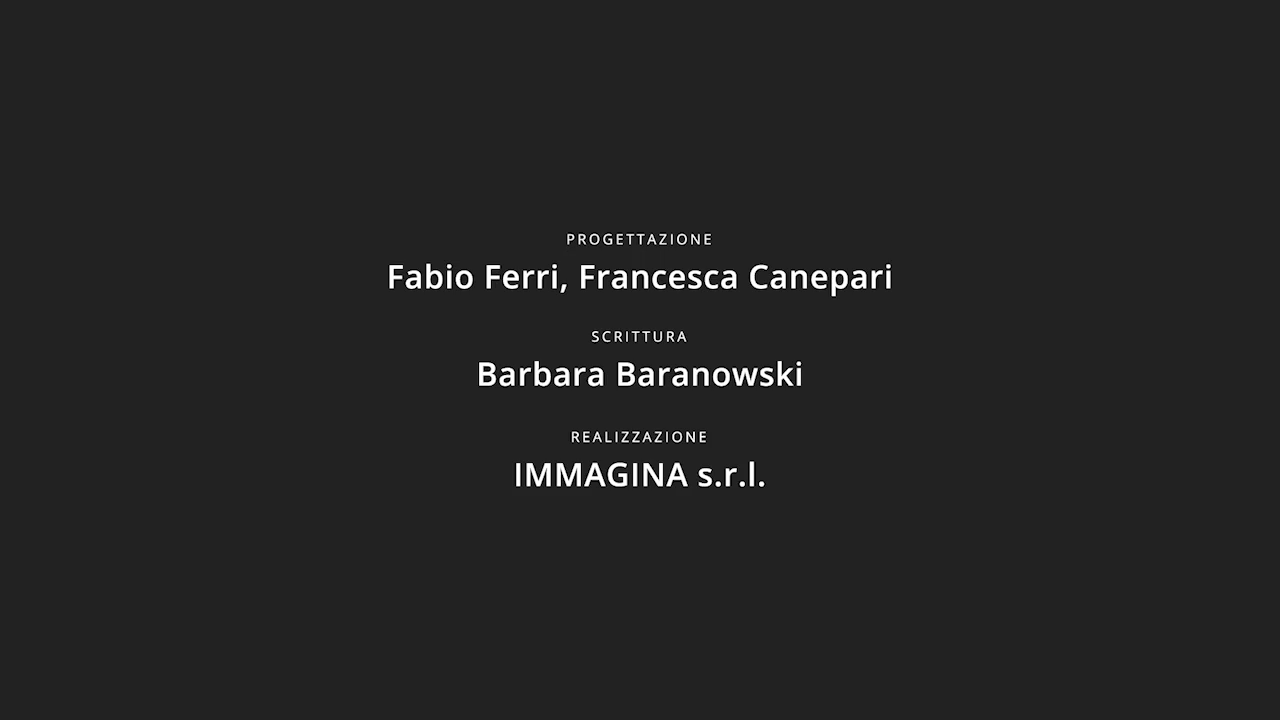 PROGETTAZIONE
Fabio Ferri, Francesca Canepari
SCRITTURA
Barbara Baranowski
REALIZZAZIONE
IMMAGINA s.r.l.